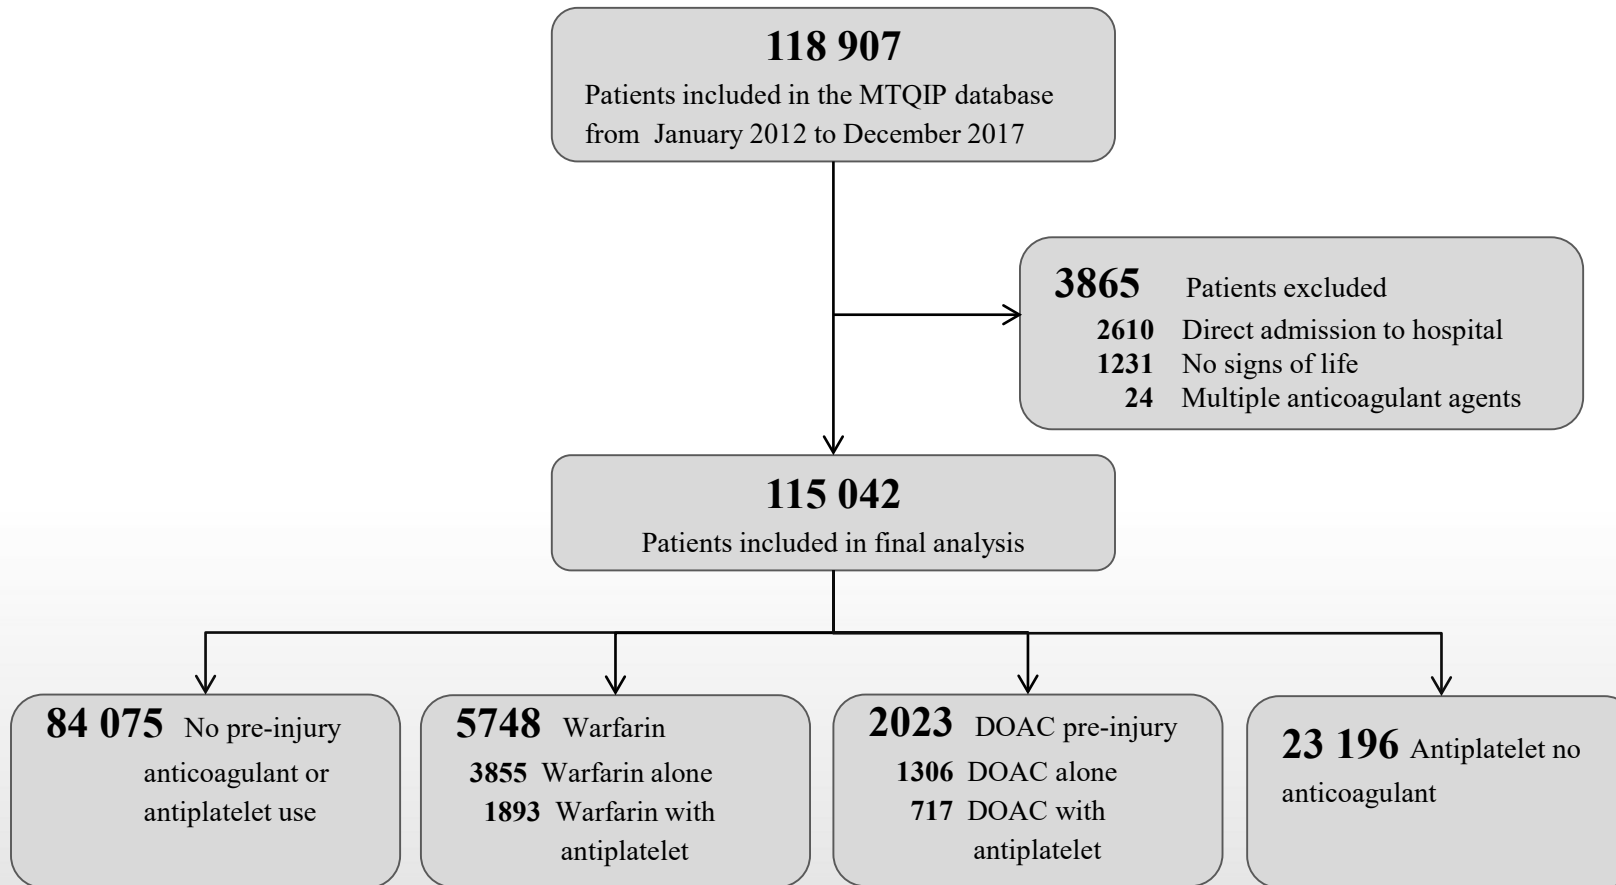 118 907
Patients included in the MTQIP database
from January 2012 to December 2017
3865 Patients excluded
2610 Direct admission to hospital
1231 No signs of life
24 Multiple anticoagulant agents
115 042
Patients included in final analysis
84 075 No pre-injury
anticoagulant or
antiplatelet use
5748 Warfarin
3855 Warfarin alone
1893 Warfarin with
antiplatelet
2023 DOAC pre-injury
1306 DOAC alone
717 DOAC with
antiplatelet
23 196 Antiplatelet no
anticoagulant